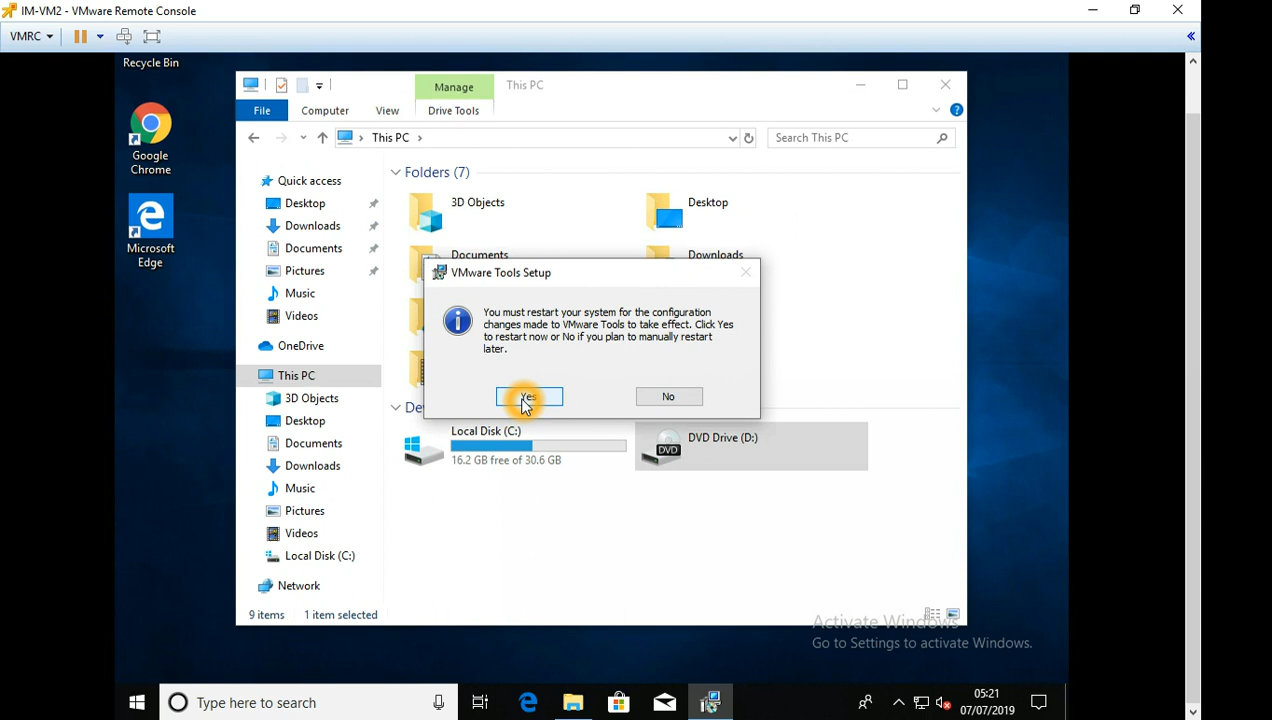 IM-VM2 - VMware Remote Console
VMRC
Recycle Bin
Manage
This PC
File
Computer
View
Drive Tools
This PC
Search This PC
Google
Chrome
Microsoft
Edge
Quick access
Desktop
Downloads
Documents
Pictures
Music
Videos
OneDrive
This PC
3D Objects
Desktop
Documents
Downloads
Music
Pictures
Videos
Local Disk (C:)
Network
Folders (7)
3D Objects
Desktop
Documents
Downloads
VMware Tools Setup
You must restart your system for the configuration
changes made to VMware Tools to take effect. Click Yes
to restart now or No if you plan to manually restart
later.
Yes
No
Local Disk (C:)
16.2 GB free of 30.6 GB
DVD Drive (D:)
DVD
9 items
1 item selected
Activate Windows
Go to Settings to activate Windows.
Type here to search
05:21
07/07/2019